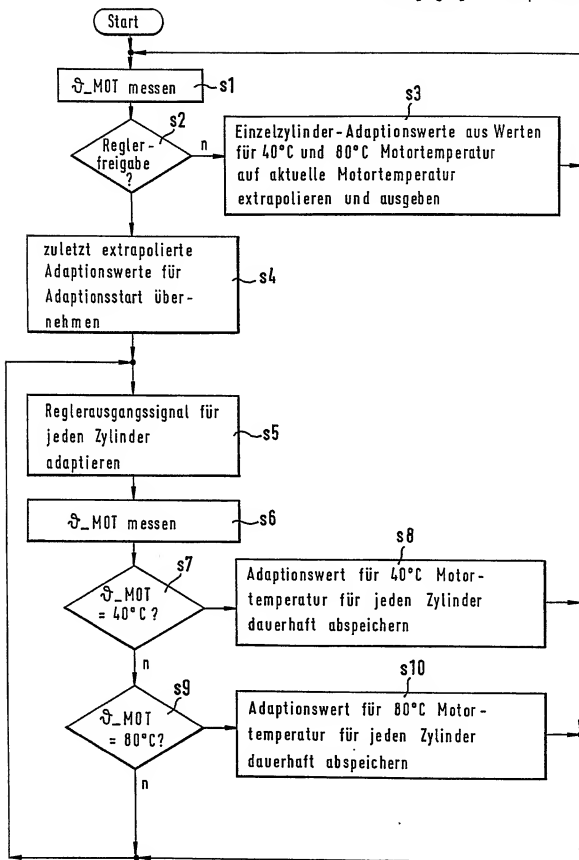 Start
ϑ_MOT messen
s1
s2
Regler-
freigabe
?
n
s3
Einzelzylinder-Adaptionswerte aus Werten
für 40°C und 80°C Motortemperatur
auf aktuelle Motortemperatur
extrapolieren und ausgeben
zuletzt extrapolierte
Adaptionswerte für
Adaptionsstart über-
nehmen
s4
Reglerausgangssignal für
jeden Zylinder
adaptieren
s5
ϑ_MOT messen
s6
s7
ϑ_MOT
= 40°C ?
n
s8
Adaptionswert für 40°C Motor-
temperatur für jeden Zylinder
dauerhaft abspeichern
s9
ϑ_MOT
= 80°C?
n
s10
Adaptionswert für 80°C Motor-
temperatur für jeden Zylinder
dauerhaft abspeichern